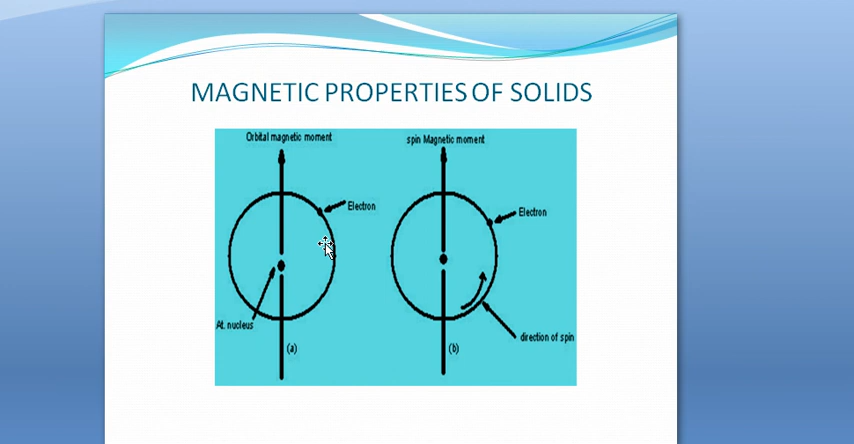 MAGNETIC PROPERTIES OF SOLIDS
Orbital magnetic moment
spin Magnetic moment
Electron
Electron
At. nucleus
direction of spin
(a)
(b)